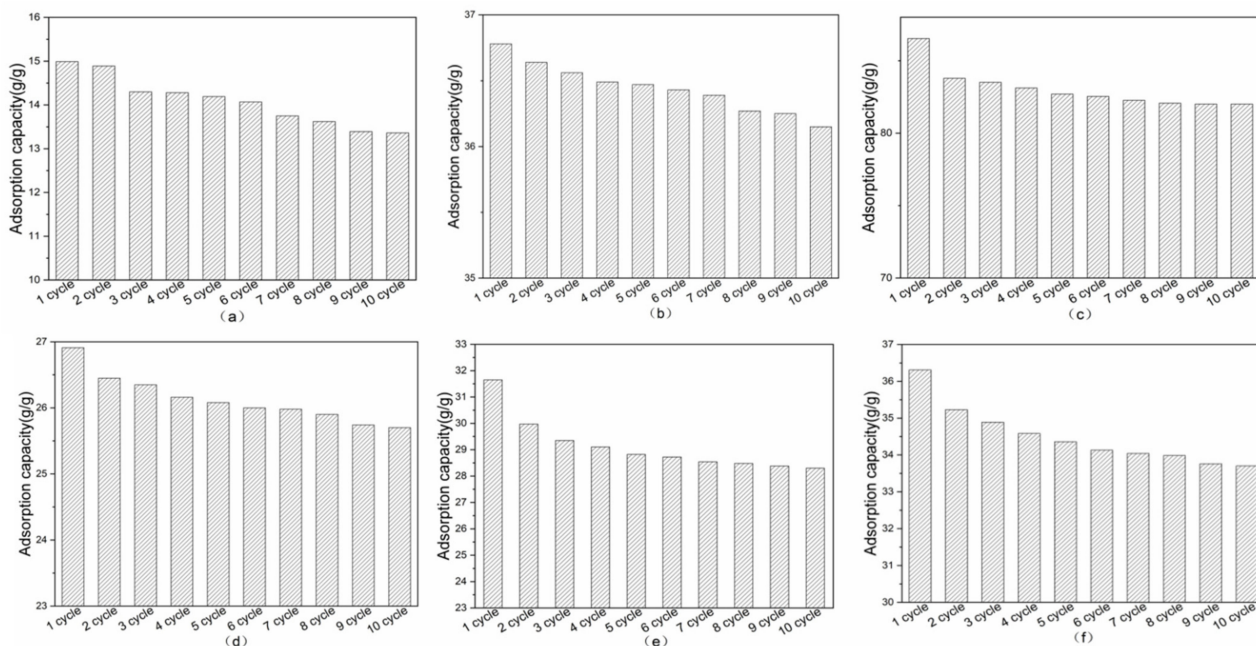 Adsorption capacity(g/g)
16
15
14
13
12
11
10
1 cycle
2 cycle
3 cycle
4 cycle
5 cycle
6 cycle
7 cycle
8 cycle
9 cycle
10 cycle
（a）
Adsorption capacity(g/g)
37
36
35
1 cycle
2 cycle
3 cycle
4 cycle
5 cycle
6 cycle
7 cycle
8 cycle
9 cycle
10 cycle
（b）
Adsorption capacity(g/g)
80
70
1 cycle
2 cycle
3 cycle
4 cycle
5 cycle
6 cycle
7 cycle
8 cycle
9 cycle
10 cycle
（c）
Adsorption capacity(g/g)
27
26
25
24
23
1 cycle
2 cycle
3 cycle
4 cycle
5 cycle
6 cycle
7 cycle
8 cycle
9 cycle
10 cycle
（d）
Adsorption capacity(g/g)
33
32
31
30
29
28
27
26
25
24
23
1 cycle
2 cycle
3 cycle
4 cycle
5 cycle
6 cycle
7 cycle
8 cycle
9 cycle
10 cycle
（e）
Adsorption capacity(g/g)
37
36
35
34
33
32
31
30
1 cycle
2 cycle
3 cycle
4 cycle
5 cycle
6 cycle
7 cycle
8 cycle
9 cycle
10 cycle
（f）